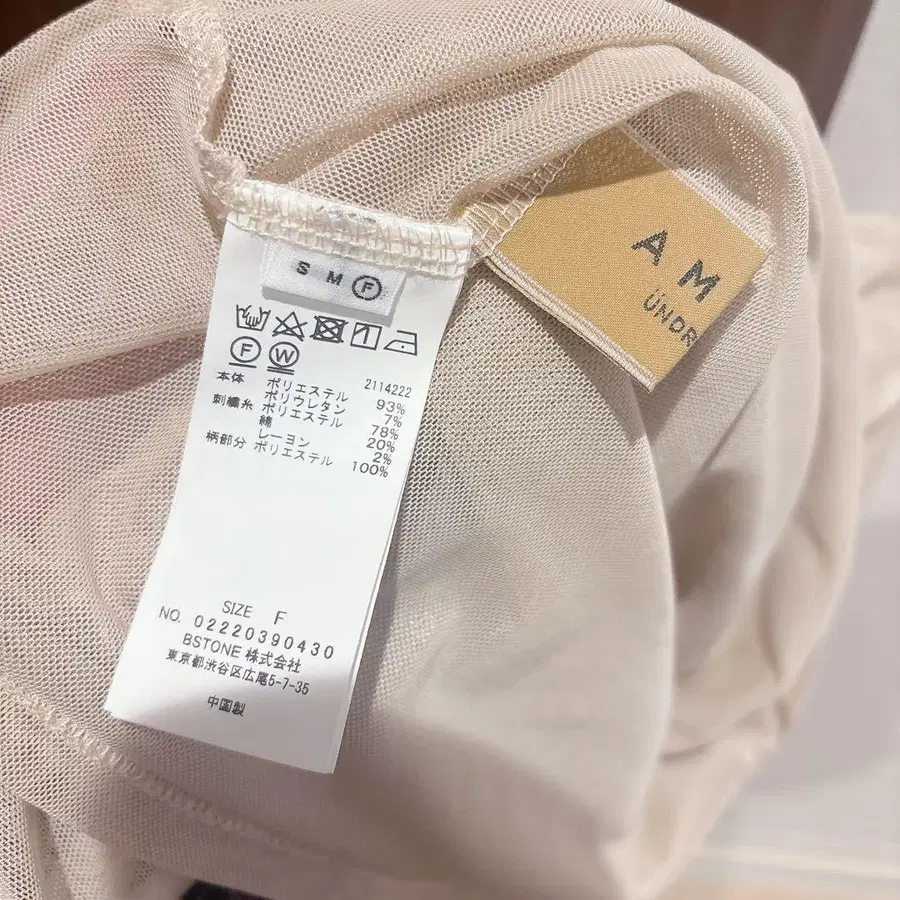 S M F
F W
2114222
本体 ポリエステル 93%
ポリウレタン 7%
刺繍糸 ポリエステル 78%
綿 20%
レーヨン 2%
柄部分 ポリエステル 100%
SIZE F
NO. 02220390430
BSTONE 株式会社
東京都渋谷区広尾5-7-35
中国製
A M
ÜNDR